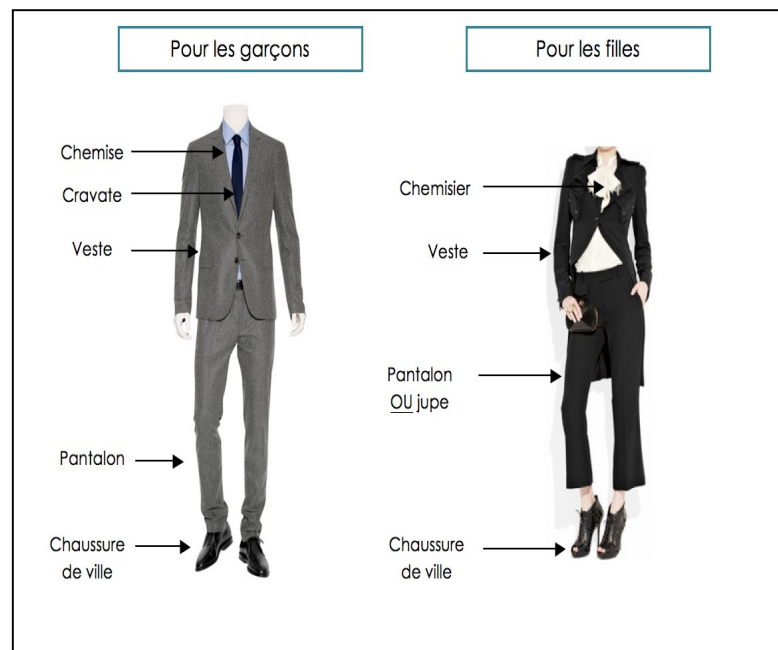 Pour les garçons
Chemise
Cravate
Veste
Pantalon
Chaussure
de ville
Pour les filles
Chemisier
Veste
Pantalon
OU jupe
Chaussure
de ville